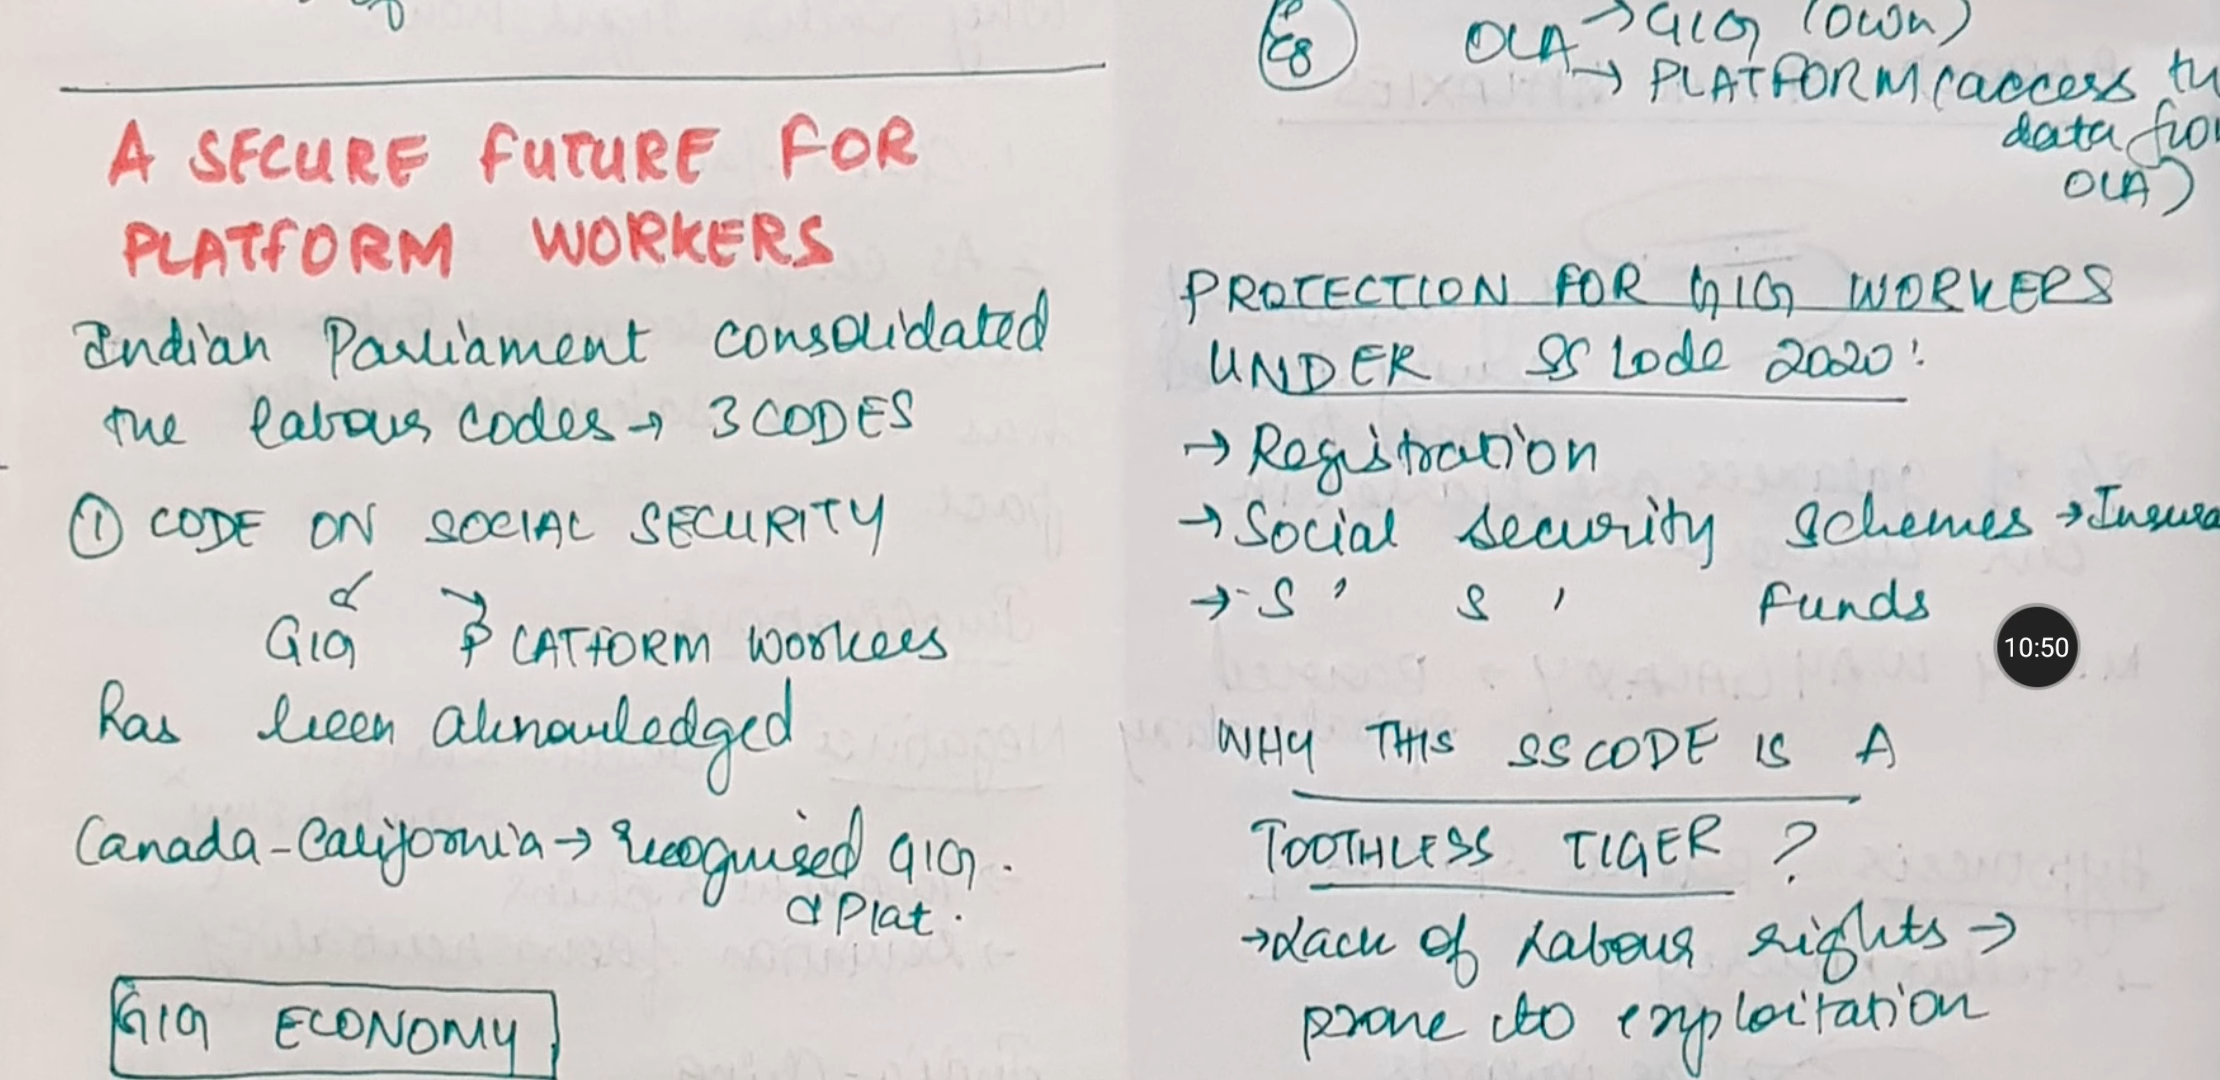 A SECURE FUTURE FOR
PLATFORM WORKERS
Indian Parliament consolidated
the labour codes → 3 CODES
① CODE ON SOCIAL SECURITY
GIG PLATFORM workers
has been aknowledged
Canada-California → recognised GIG.
& Plat.
GIG ECONOMY
Eg
OLA → GIG (own)
→ PLATFORM (access
data
OLA)
PROTECTION FOR GIG WORKERS
UNDER SS Code 2020:
→ Registration
→ Social security schemes →
→ S " S " Funds
10:50
WHY THIS SS CODE IS A
TOOTHLESS TIGER ?
→ Lack of Labour rights →
prone to exploitation